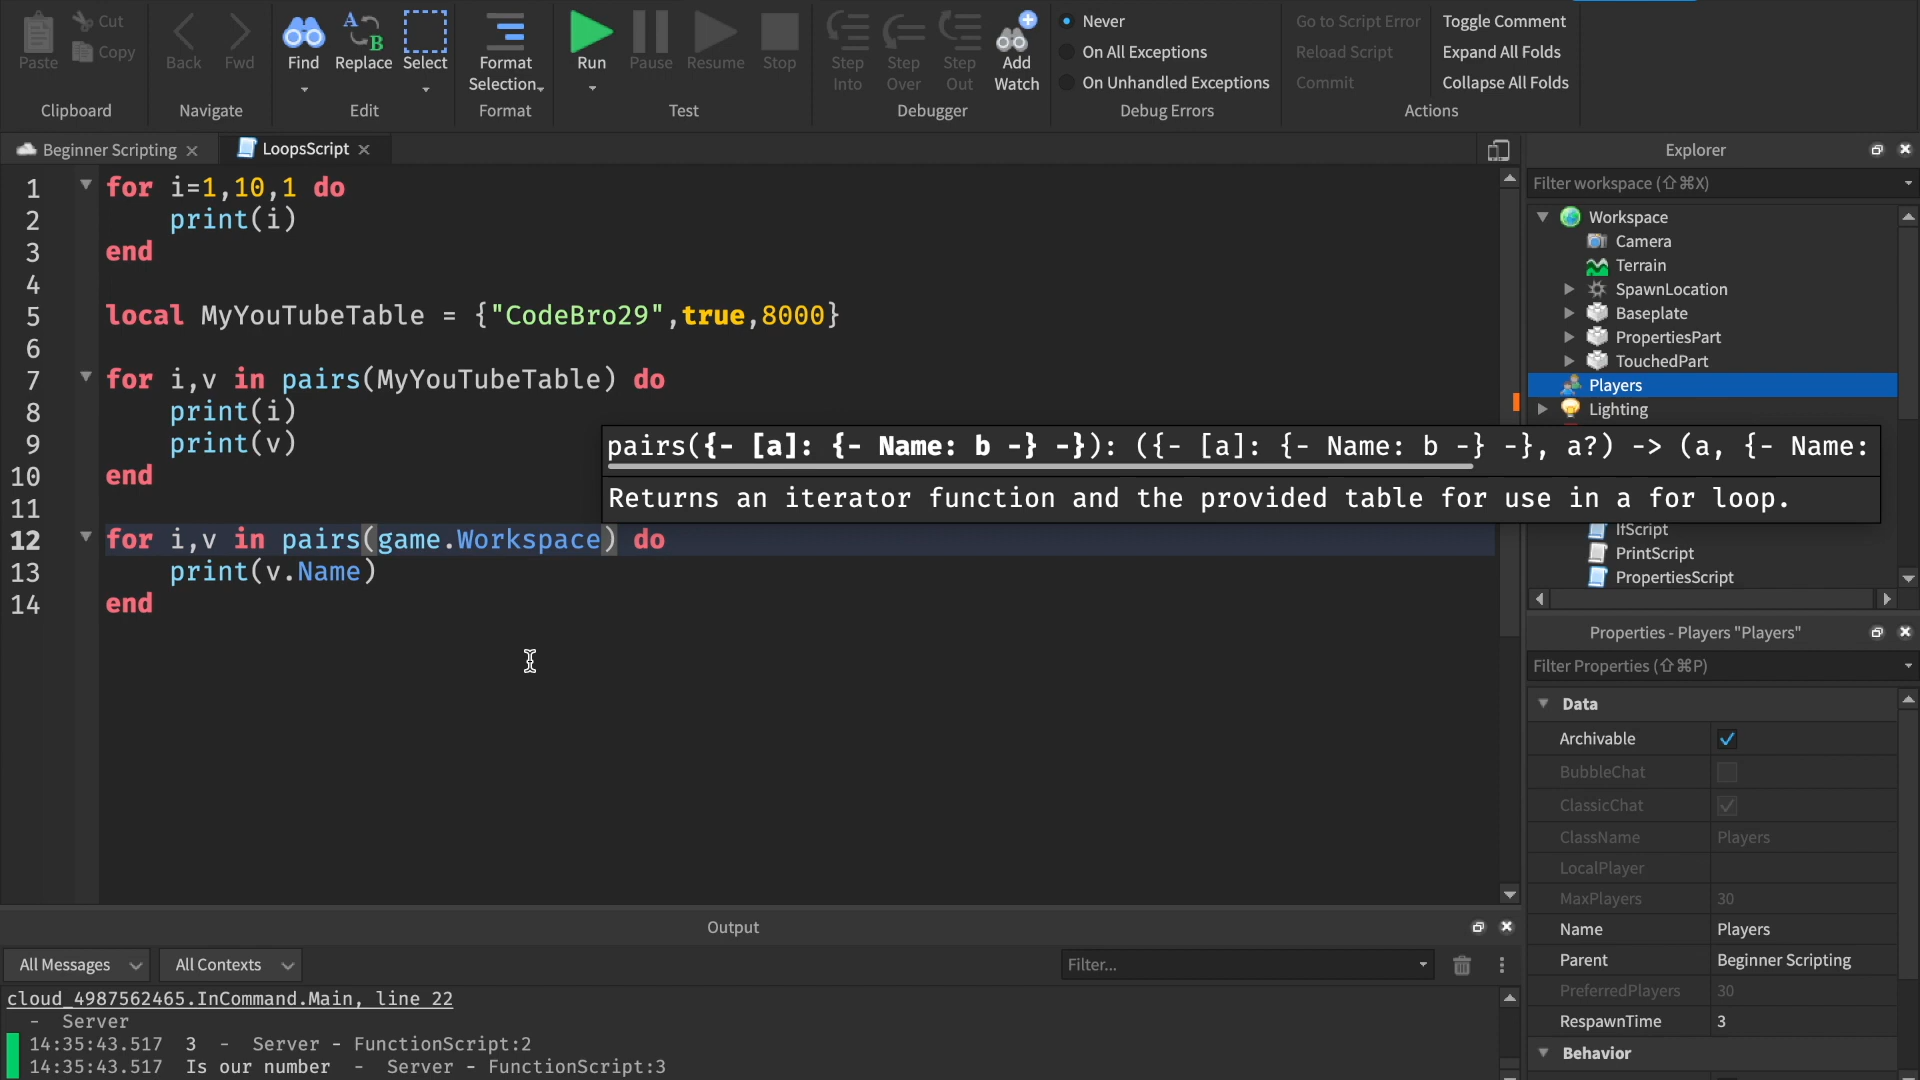 Paste
Cut
Copy
Clipboard
Back
Fwd
Navigate
Find
Replace
Select
Edit
Format
Selection
Format
Run
Pause
Resume
Stop
Test
Step
Into
Step
Over
Step
Out
Add
Watch
Debugger
Never
On All Exceptions
On Unhandled Exceptions
Debug Errors
Go to Script Error
Reload Script
Commit
Toggle Comment
Expand All Folds
Collapse All Folds
Actions
Beginner Scripting
LoopsScript
1 for i=1,10,1 do
2 print(i)
3 end
4
5 local MyYouTubeTable = {"CodeBro29",true,8000}
6
7 for i,v in pairs(MyYouTubeTable) do
8 print(i)
9 print(v)
10 end
11
12 for i,v in pairs(game.Workspace) do
13 print(v.Name)
14 end
pairs({- [a]: {- Name: b -} -}): ({- [a]: {- Name: b -} -}, a?) -> (a, {- Name:
Returns an iterator function and the provided table for use in a for loop.
Explorer
Filter workspace (⇧⌘X)
Workspace
Camera
Terrain
SpawnLocation
Baseplate
PropertiesPart
TouchedPart
Players
Lighting
IfScript
PrintScript
PropertiesScript
Properties - Players "Players"
Filter Properties (⇧⌘P)
Data
Archivable
BubbleChat
ClassicChat
ClassName Players
LocalPlayer
MaxPlayers 30
Name Players
Parent Beginner Scripting
PreferredPlayers 30
RespawnTime 3
Behavior
Output
All Messages
All Contexts
Filter...
cloud_4987562465.InCommand.Main, line 22
- Server
14:35:43.517 3 - Server - FunctionScript:2
14:35:43.517 Is our number - Server - FunctionScript:3